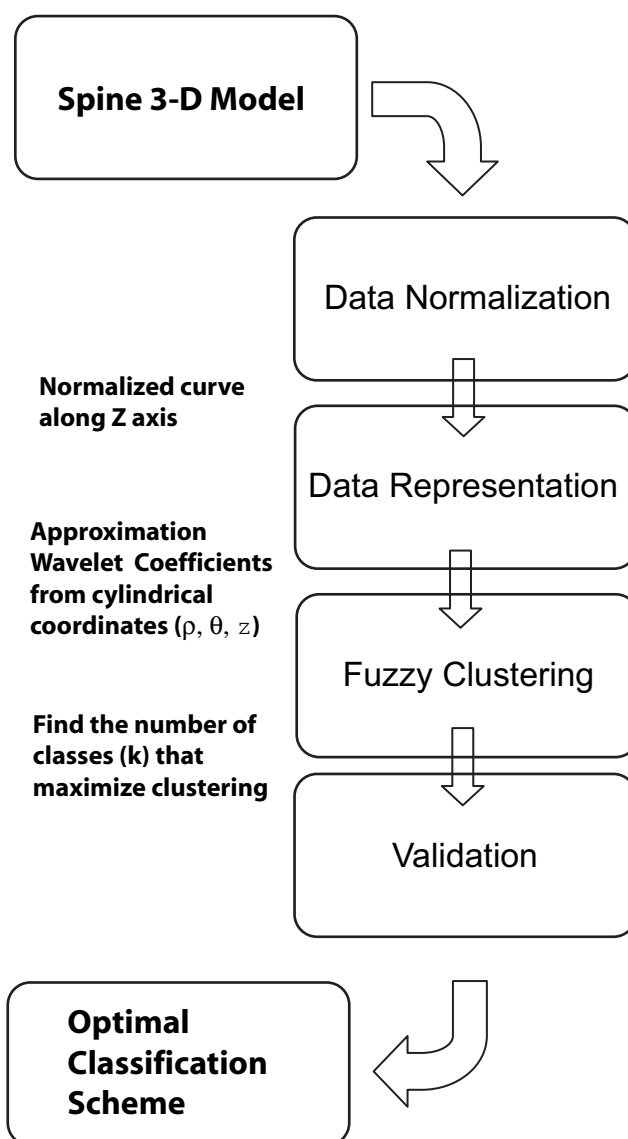 Spine 3-D Model
Data Normalization
Normalized curve
along Z axis
Data Representation
Approximation
Wavelet Coefficients
from cylindrical
coordinates (ρ, θ, z)
Fuzzy Clustering
Find the number of
classes (k) that
maximize clustering
Validation
Optimal
Classification
Scheme